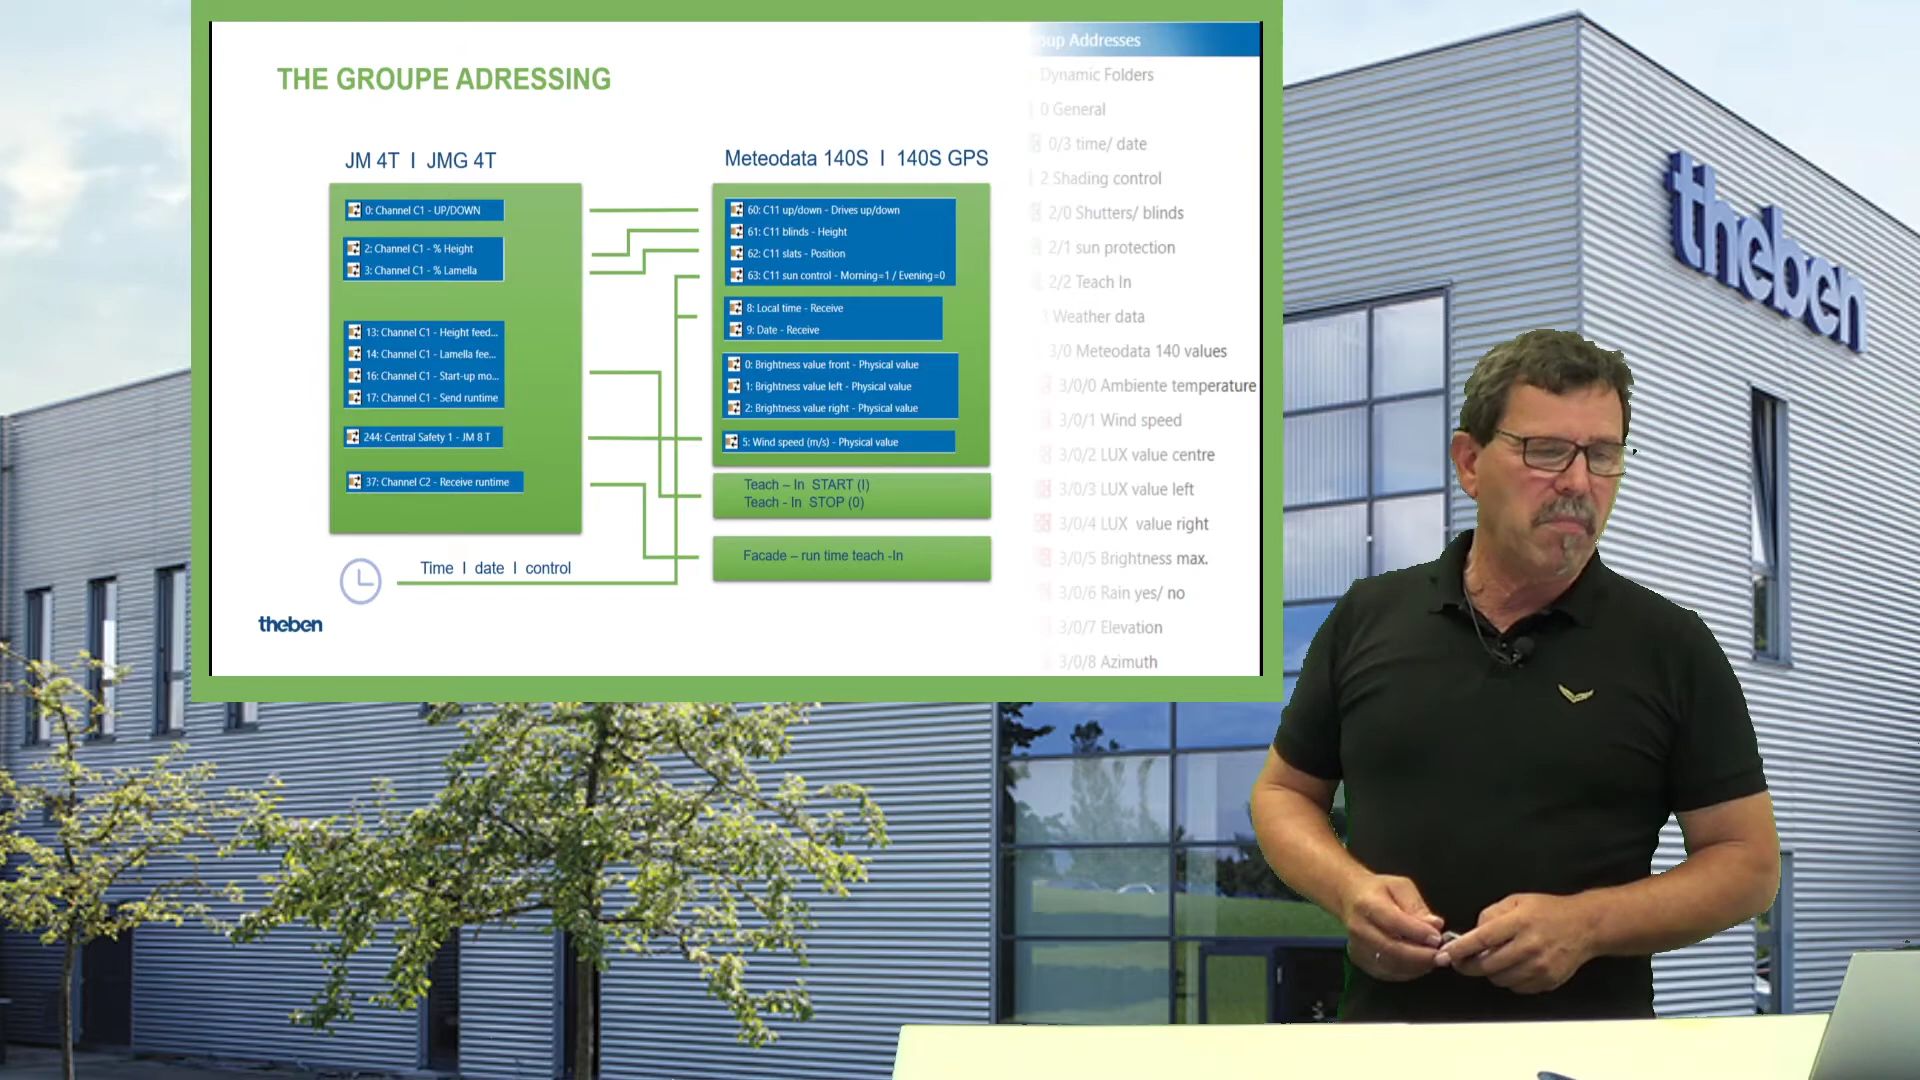 THE GROUPE ADRESSING
JM 4T I JMG 4T
0: Channel C1 - UP/DOWN
2: Channel C1 - % Height
3: Channel C1 - % Lamella
13: Channel C1 - Height feed...
14: Channel C1 - Lamella fee...
16: Channel C1 - Start-up mo...
17: Channel C1 - Send runtime
244: Central Safety 1 - JM 8 T
37: Channel C2 - Receive runtime
Time I date I control
theben
Meteodata 140S I 140S GPS
60: C11 up/down - Drives up/down
61: C11 blinds - Height
62: C11 slats - Position
63: C11 sun control - Morning=1 / Evening=0
8: Local time - Receive
9: Date - Receive
0: Brightness value front - Physical value
1: Brightness value left - Physical value
2: Brightness value right - Physical value
5: Wind speed (m/s) - Physical value
Teach – In START (I)
Teach - In STOP (0)
Facade – run time teach -In
oup Addresses
Dynamic Folders
0 General
0/3 time/ date
2 Shading control
2/0 Shutters/ blinds
2/1 sun protection
2/2 Teach In
Weather data
3/0 Meteodata 140 values
3/0/0 Ambiente temperature
3/0/1 Wind speed
3/0/2 LUX value centre
3/0/3 LUX value left
3/0/4 LUX value right
3/0/5 Brightness max.
3/0/6 Rain yes/ no
3/0/7 Elevation
3/0/8 Azimuth
theben